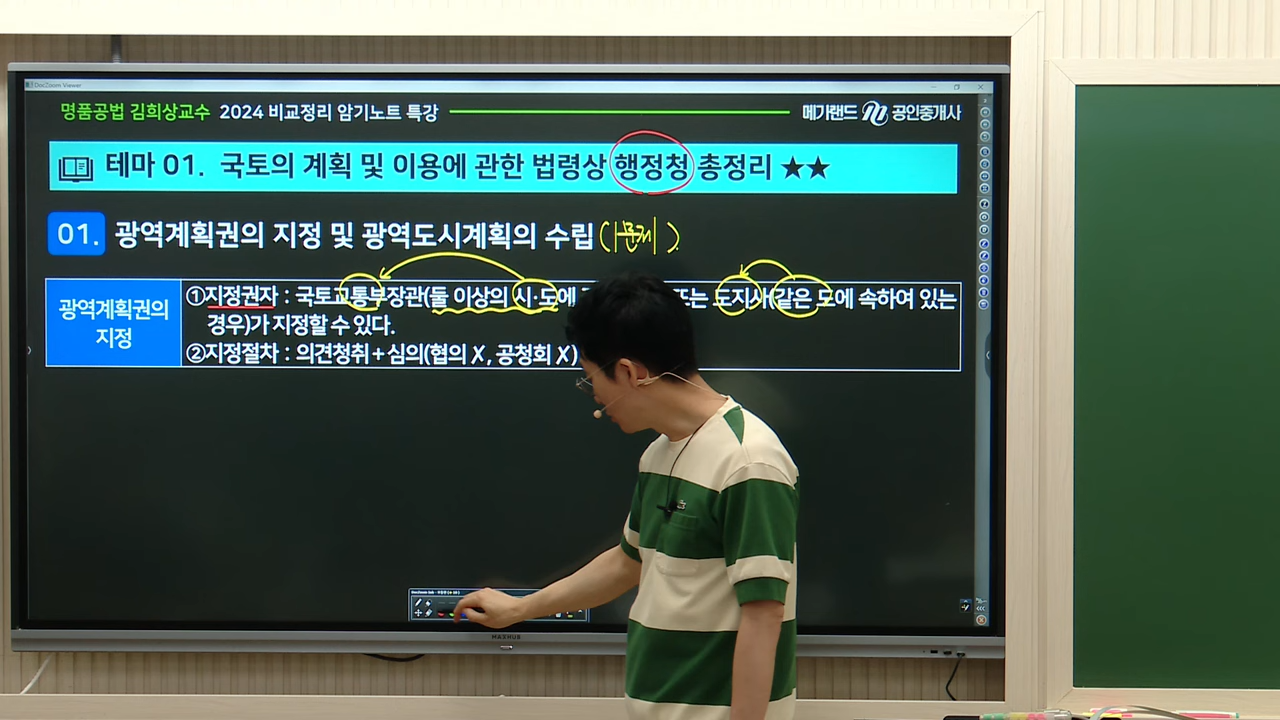 DocZoom Viewer
명품공법 김희상교수 2024 비교정리 암기노트 특강
메가랜드 공인중개사
테마 01. 국토의 계획 및 이용에 관한 법령상 행정청 총정리 ★★
01. 광역계획권의 지정 및 광역도시계획의 수립 (1문제)
광역계획권의
지정
①지정권자 : 국토교통부장관(둘 이상의 시·도에 또는 도지사(같은 도에 속하여 있는
경우)가 지정할 수 있다.
②지정절차 : 의견청취+심의(협의 X, 공청회 X)
MAXHUB